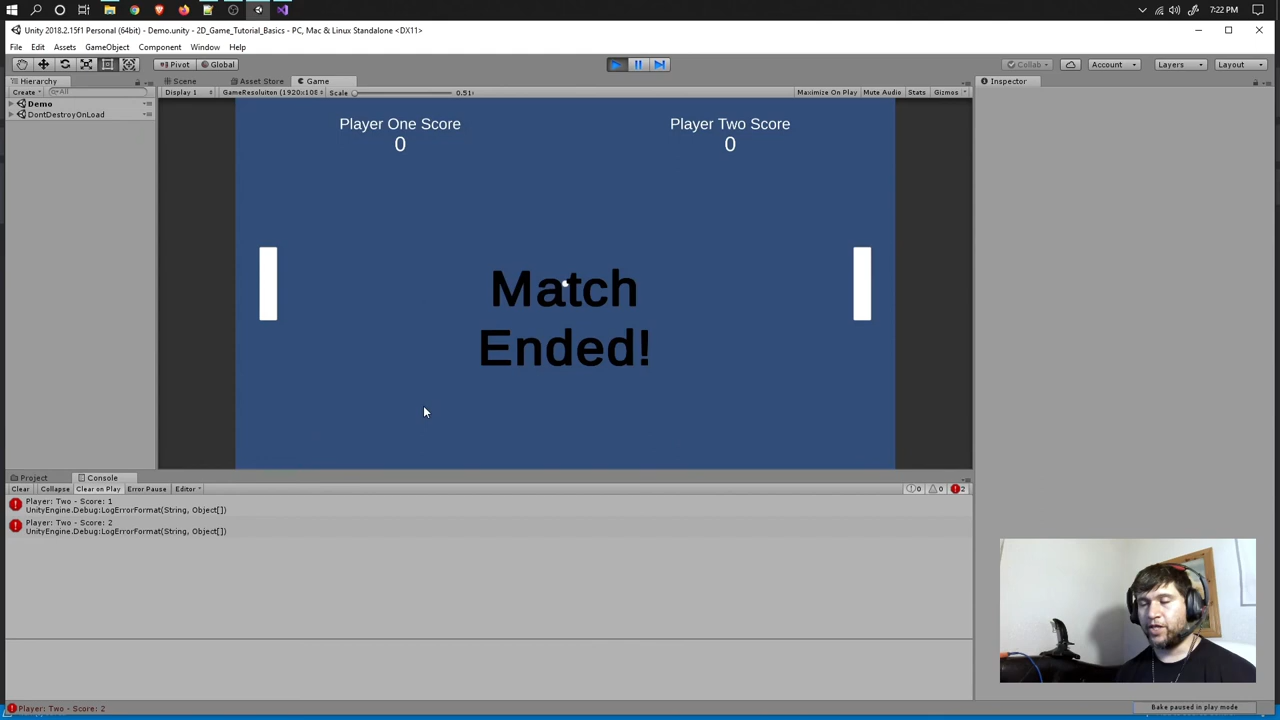 7:22 PM
Unity 2018.2.15f1 Personal (64bit) - Demo.unity - 2D_Game_Tutorial_Basics - PC, Mac & Linux Standalone <DX11>
File Edit Assets GameObject Component Window Help
Pivot Global Collab Account Layers Layout
Hierarchy Scene Asset Store Game Inspector
Create All Display 1 Scale 0.51 Maximize On Play Mute Audio Stats Gizmos
Demo
DontDestroyOnLoad
Player One Score Player Two Score
0 0
Match
Ended!
Project Console
Clear Collapse Clear on Play Error Pause Editor 0 0 2
Player: Two - Score: 1
UnityEngine.Debug:LogErrorFormat(String, Object[])
Player: Two - Score: 2
UnityEngine.Debug:LogErrorFormat(String, Object[])
Player: Two - Score: 2
Bake paused in play mode